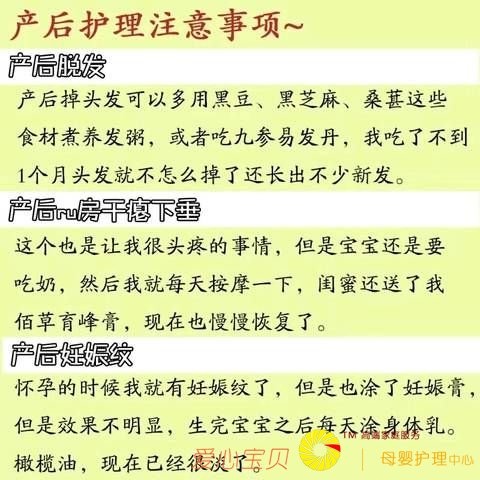 产后护理注意事项~
产后脱发
产后掉头发可以多用黑豆、黑芝麻、桑葚这些
食材煮养发粥，或者吃九参易发丹，我吃了不到
1个月头发就不怎么掉了还长出不少新发。
产后ru房干瘪下垂
这个也是让我很头疼的事情，但是宝宝还是要
吃奶，然后我就每天按摩一下，闺蜜还送了我
佰草育峰膏，现在也慢慢恢复了。
产后妊娠纹
怀孕的时候我就有妊娠纹了，但是也涂了妊娠膏，
但是效果不明显，生完宝宝之后每天涂身体乳。
橄榄油，现在已经很淡了。
爱心宝贝
TM 高端家庭服务
母婴护理中心